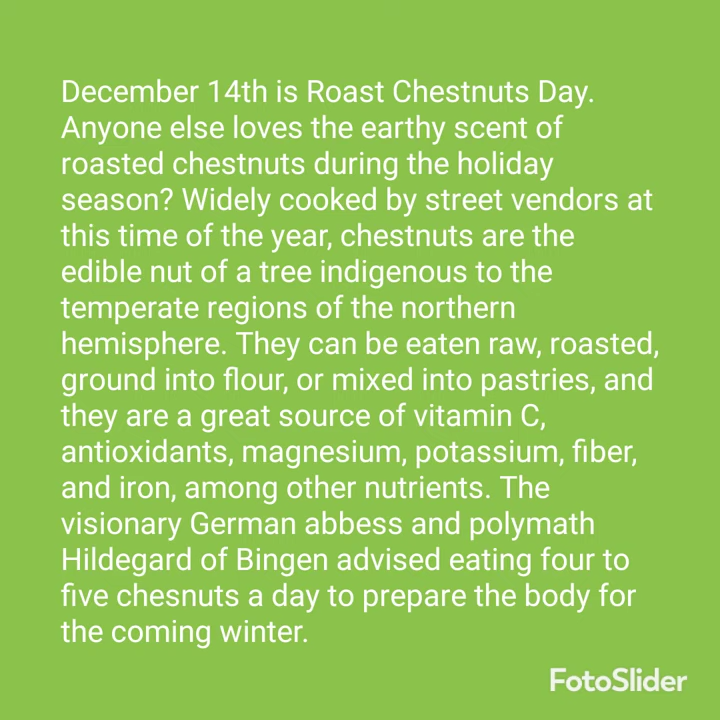 December 14th is Roast Chestnuts Day.
Anyone else loves the earthy scent of
roasted chestnuts during the holiday
season? Widely cooked by street vendors at
this time of the year, chestnuts are the
edible nut of a tree indigenous to the
temperate regions of the northern
hemisphere. They can be eaten raw, roasted,
ground into flour, or mixed into pastries, and
they are a great source of vitamin C,
antioxidants, magnesium, potassium, fiber,
and iron, among other nutrients. The
visionary German abbess and polymath
Hildegard of Bingen advised eating four to
five chesnuts a day to prepare the body for
the coming winter.
FotoSlider